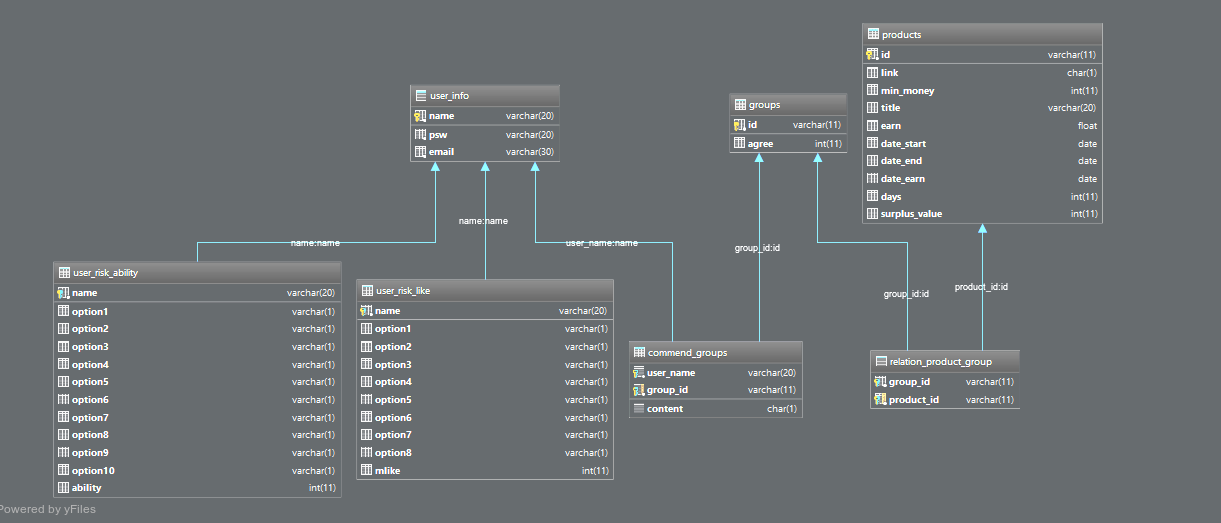 products
id varchar(11)
link char(1)
min_money int(11)
title varchar(20)
earn float
date_start date
date_end date
date_earn date
days int(11)
surplus_value int(11)
user_info
name varchar(20)
psw varchar(20)
email varchar(30)
groups
id varchar(11)
agree int(11)
name:name
name:name
user_name:name
group_id:id
group_id:id
product_id:id
user_risk_ability
name varchar(20)
option1 varchar(1)
option2 varchar(1)
option3 varchar(1)
option4 varchar(1)
option5 varchar(1)
option6 varchar(1)
option7 varchar(1)
option8 varchar(1)
option9 varchar(1)
option10 varchar(1)
ability int(11)
user_risk_like
name varchar(20)
option1 varchar(1)
option2 varchar(1)
option3 varchar(1)
option4 varchar(1)
option5 varchar(1)
option6 varchar(1)
option7 varchar(1)
option8 varchar(1)
mlike int(11)
commend_groups
user_name varchar(20)
group_id varchar(11)
content char(1)
relation_product_group
group_id varchar(11)
product_id varchar(11)
Powered by yFiles